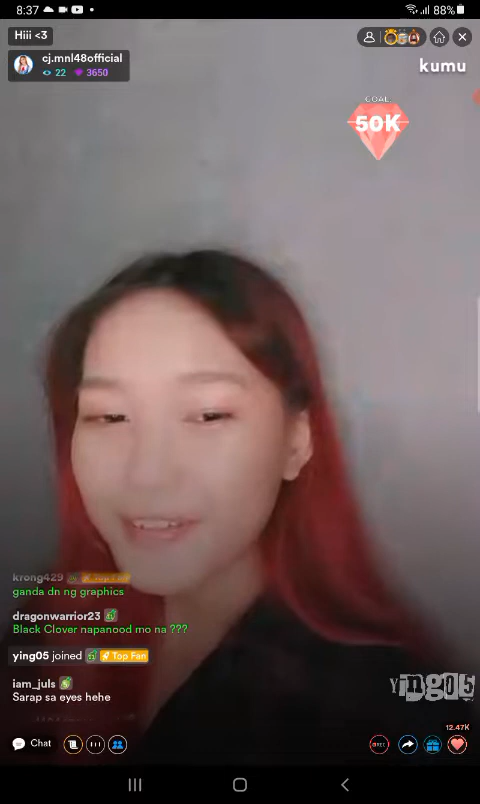 8:37
88%
Hiii <3
cj.mnl48official
22 3650
kumu
GOAL
50K
krong429
ganda dn ng graphics
dragonwarrior23
Black Clover napanood mo na ???
ying05 joined Top Fan
Ying05
iam_juls
Sarap sa eyes hehe
12.47K
Chat
REC